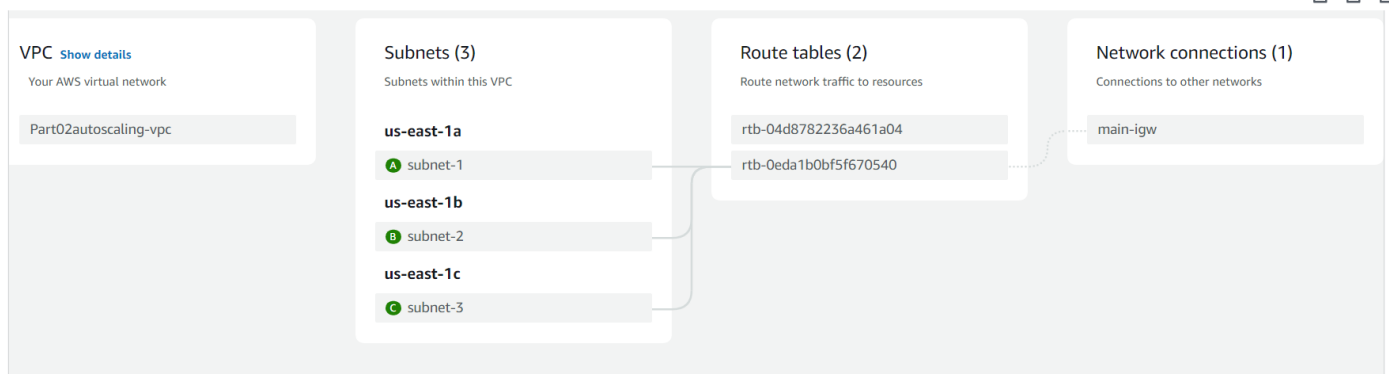 VPC Show details
Your AWS virtual network
Part02autoscaling-vpc
Subnets (3)
Subnets within this VPC
us-east-1a
A subnet-1
us-east-1b
B subnet-2
us-east-1c
C subnet-3
Route tables (2)
Route network traffic to resources
rtb-04d8782236a461a04
rtb-0eda1b0bf5f670540
Network connections (1)
Connections to other networks
main-igw